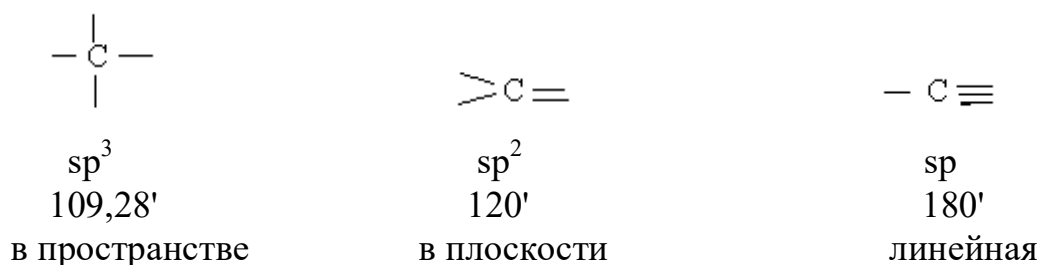 C C C
sp³ sp² sp
109,28' 120' 180'
в пространстве в плоскости линейная